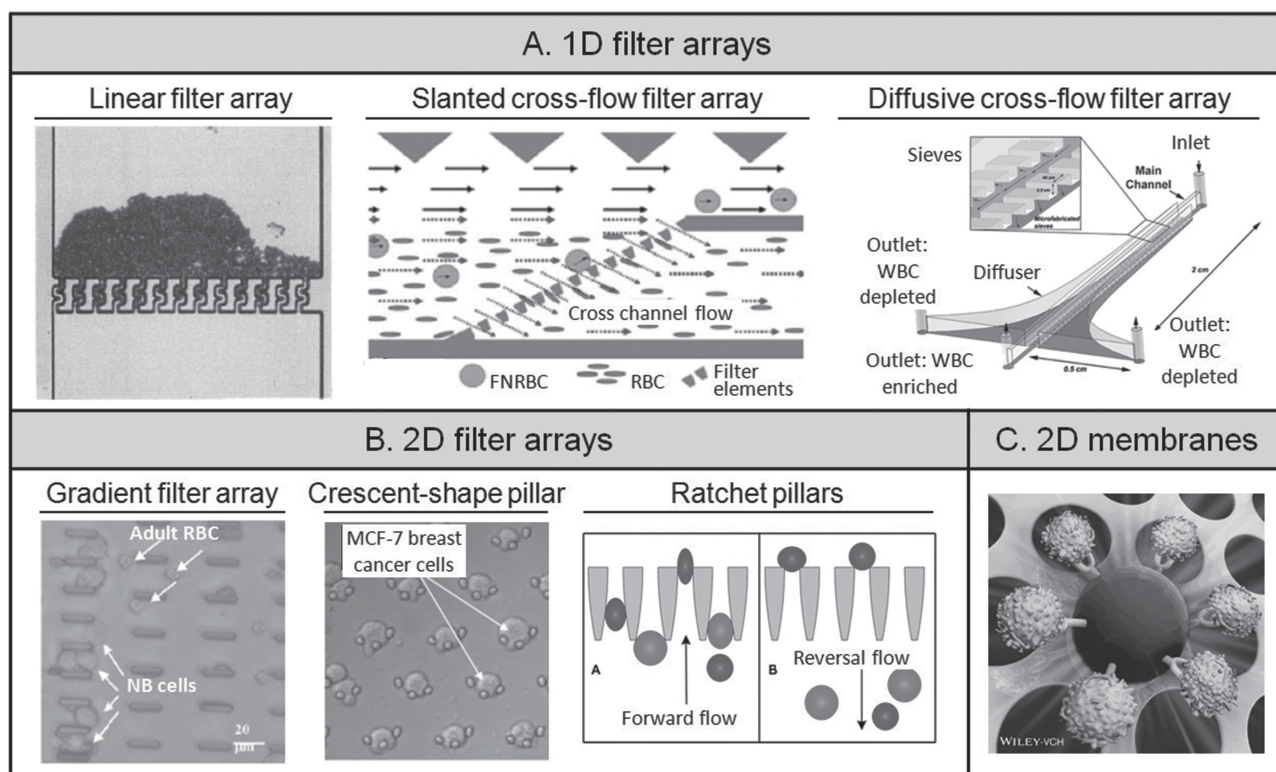 A. 1D filter arrays
Linear filter array
Slanted cross-flow filter array
FNRBC
RBC
Filter
elements
Cross channel flow
Diffusive cross-flow filter array
Sieves
Inlet
Main
Channel
Microfabricated
sieves
Outlet:
WBC
depleted
Diffuser
2 cm
Outlet: WBC
enriched
0.5 cm
Outlet:
WBC
depleted
B. 2D filter arrays
Gradient filter array
Adult RBC
NB cells
20
μm
Crescent-shape pillar
MCF-7 breast
cancer cells
Ratchet pillars
A
Forward flow
B
Reversal flow
C. 2D membranes
WILEY-VCH